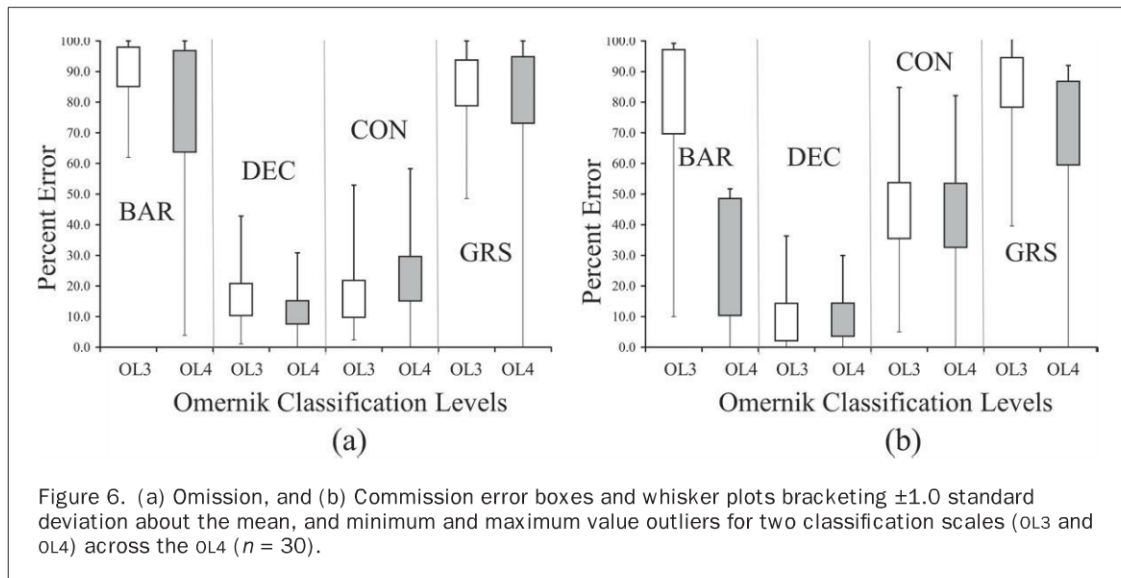 100.0
90.0
80.0
70.0
60.0
50.0
40.0
30.0
20.0
10.0
0.0
Percent Error
BAR
DEC
CON
GRS
OL3 OL4 OL3 OL4 OL3 OL4 OL3 OL4
Omernik Classification Levels
(a)
100.0
90.0
80.0
70.0
60.0
50.0
40.0
30.0
20.0
10.0
0.0
Percent Error
BAR
DEC
CON
GRS
OL3 OL4 OL3 OL4 OL3 OL4 OL3 OL4
Omernik Classification Levels
(b)
Figure 6. (a) Omission, and (b) Commission error boxes and whisker plots bracketing ±1.0 standard
deviation about the mean, and minimum and maximum value outliers for two classification scales (OL3 and
OL4) across the OL4 (n = 30).